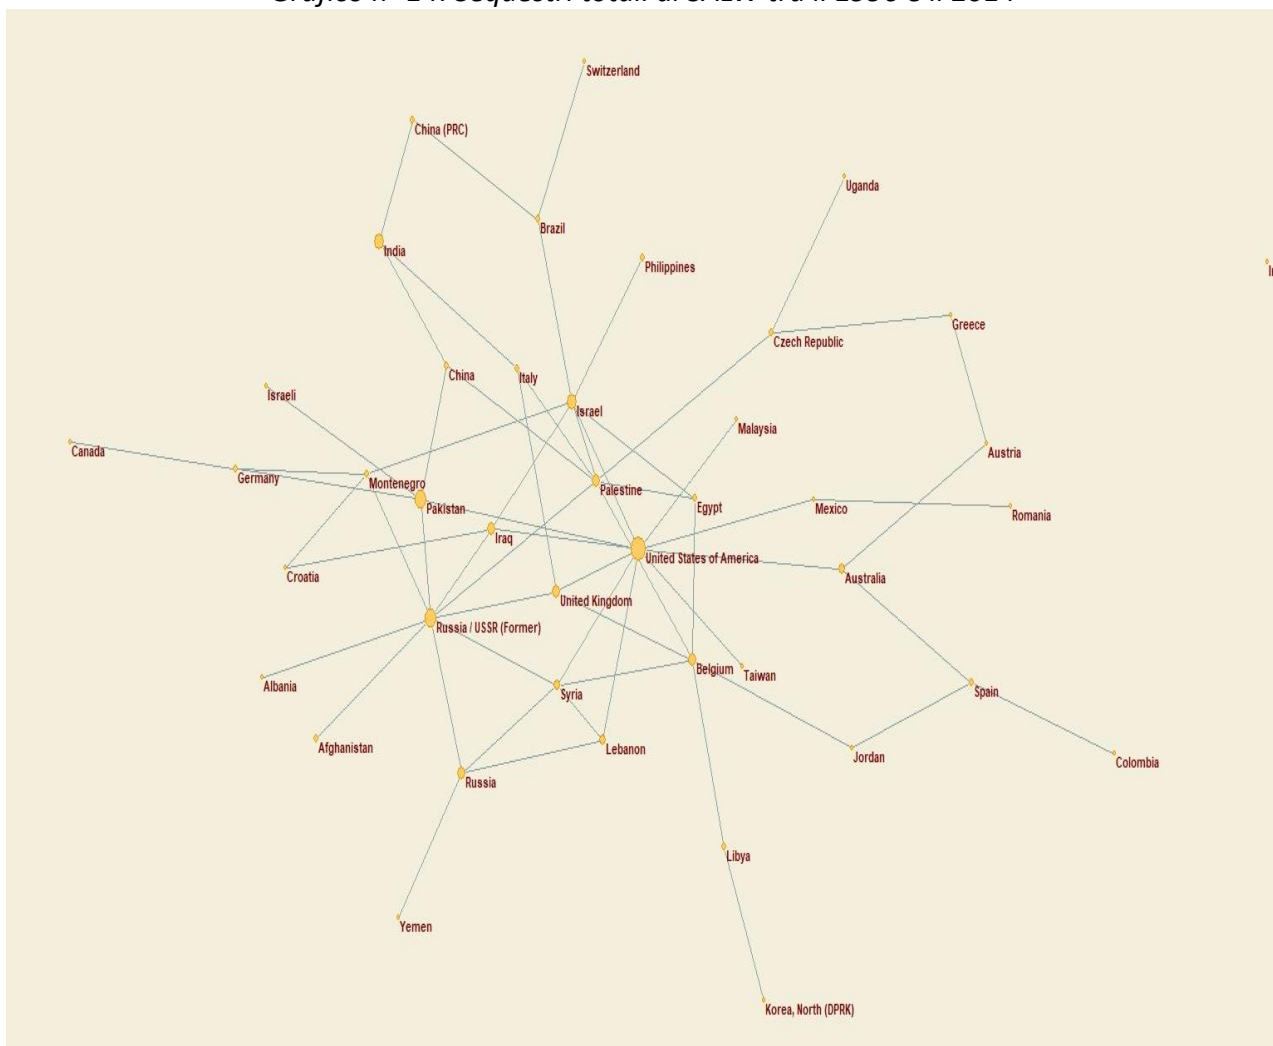 Switzerland
China (PRC)
Uganda
Brazil
India
Philippines
Greece
Czech Republic
China
Italy
Israeli
Israel
Malaysia
Canada
Austria
Germany
Montenegro
Palestine
Pakistan
Egypt
Mexico
Romania
Iraq
United States of America
Croatia
Australia
United Kingdom
Russia / USSR (Former)
Belgium
Taiwan
Albania
Syria
Spain
Afghanistan
Lebanon
Jordan
Colombia
Russia
Libya
Yemen
Korea, North (DPRK)